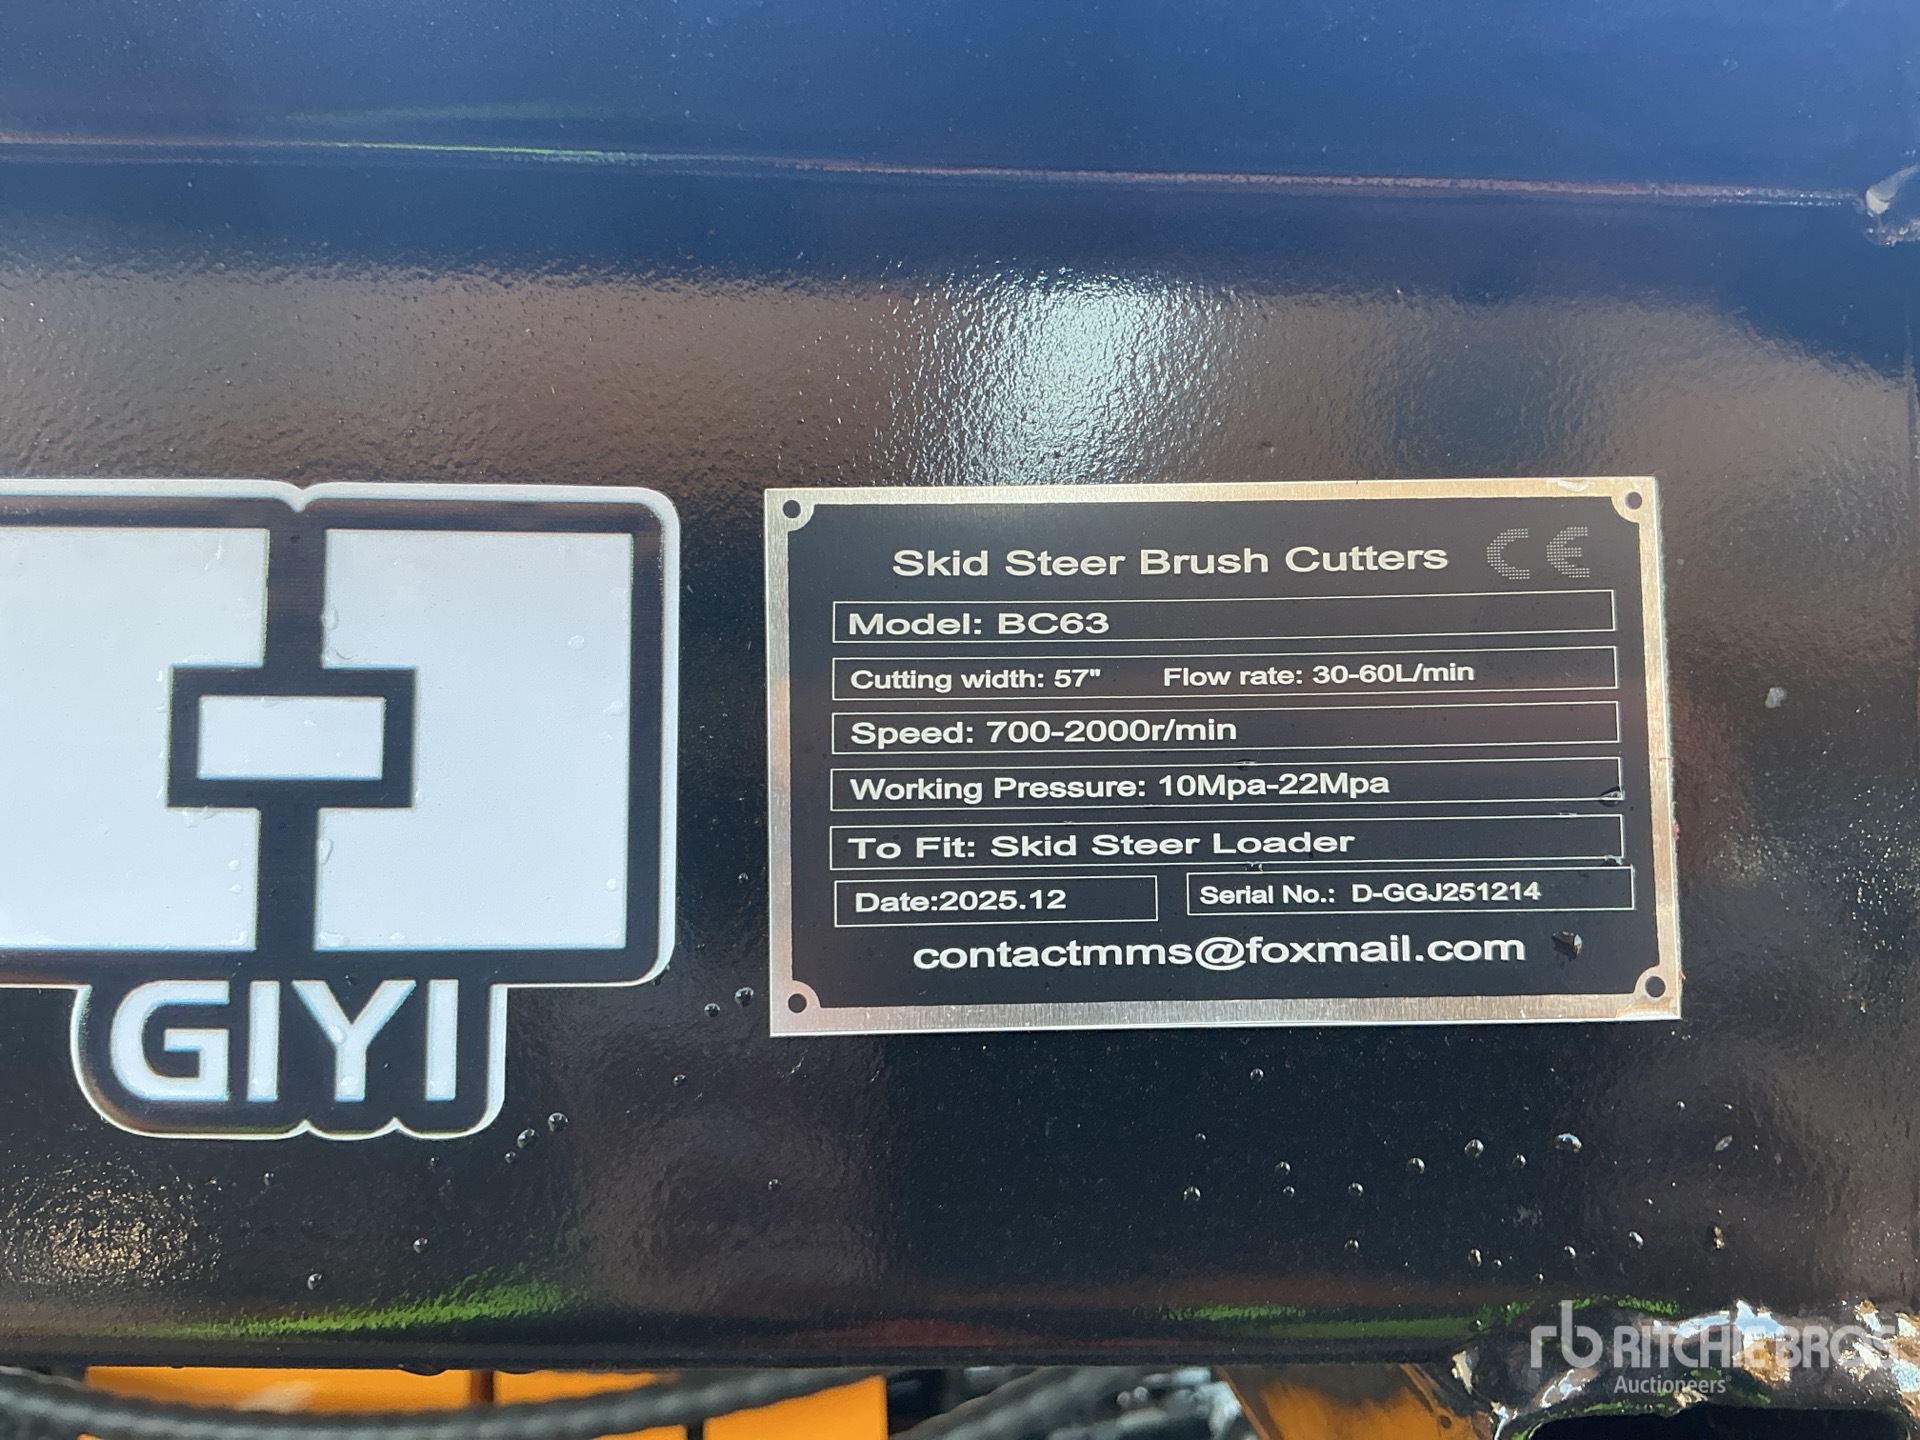 Skid Steer Brush Cutters CE
Model: BC63
Cutting width: 57" Flow rate: 30-60L/min
Speed: 700-2000r/min
Working Pressure: 10Mpa-22Mpa
To Fit: Skid Steer Loader
Date:2025.12 Serial No.: D-GGJ251214
contactmms@foxmail.com
GIYI
rb RITCHIE BROS
Auctioneers